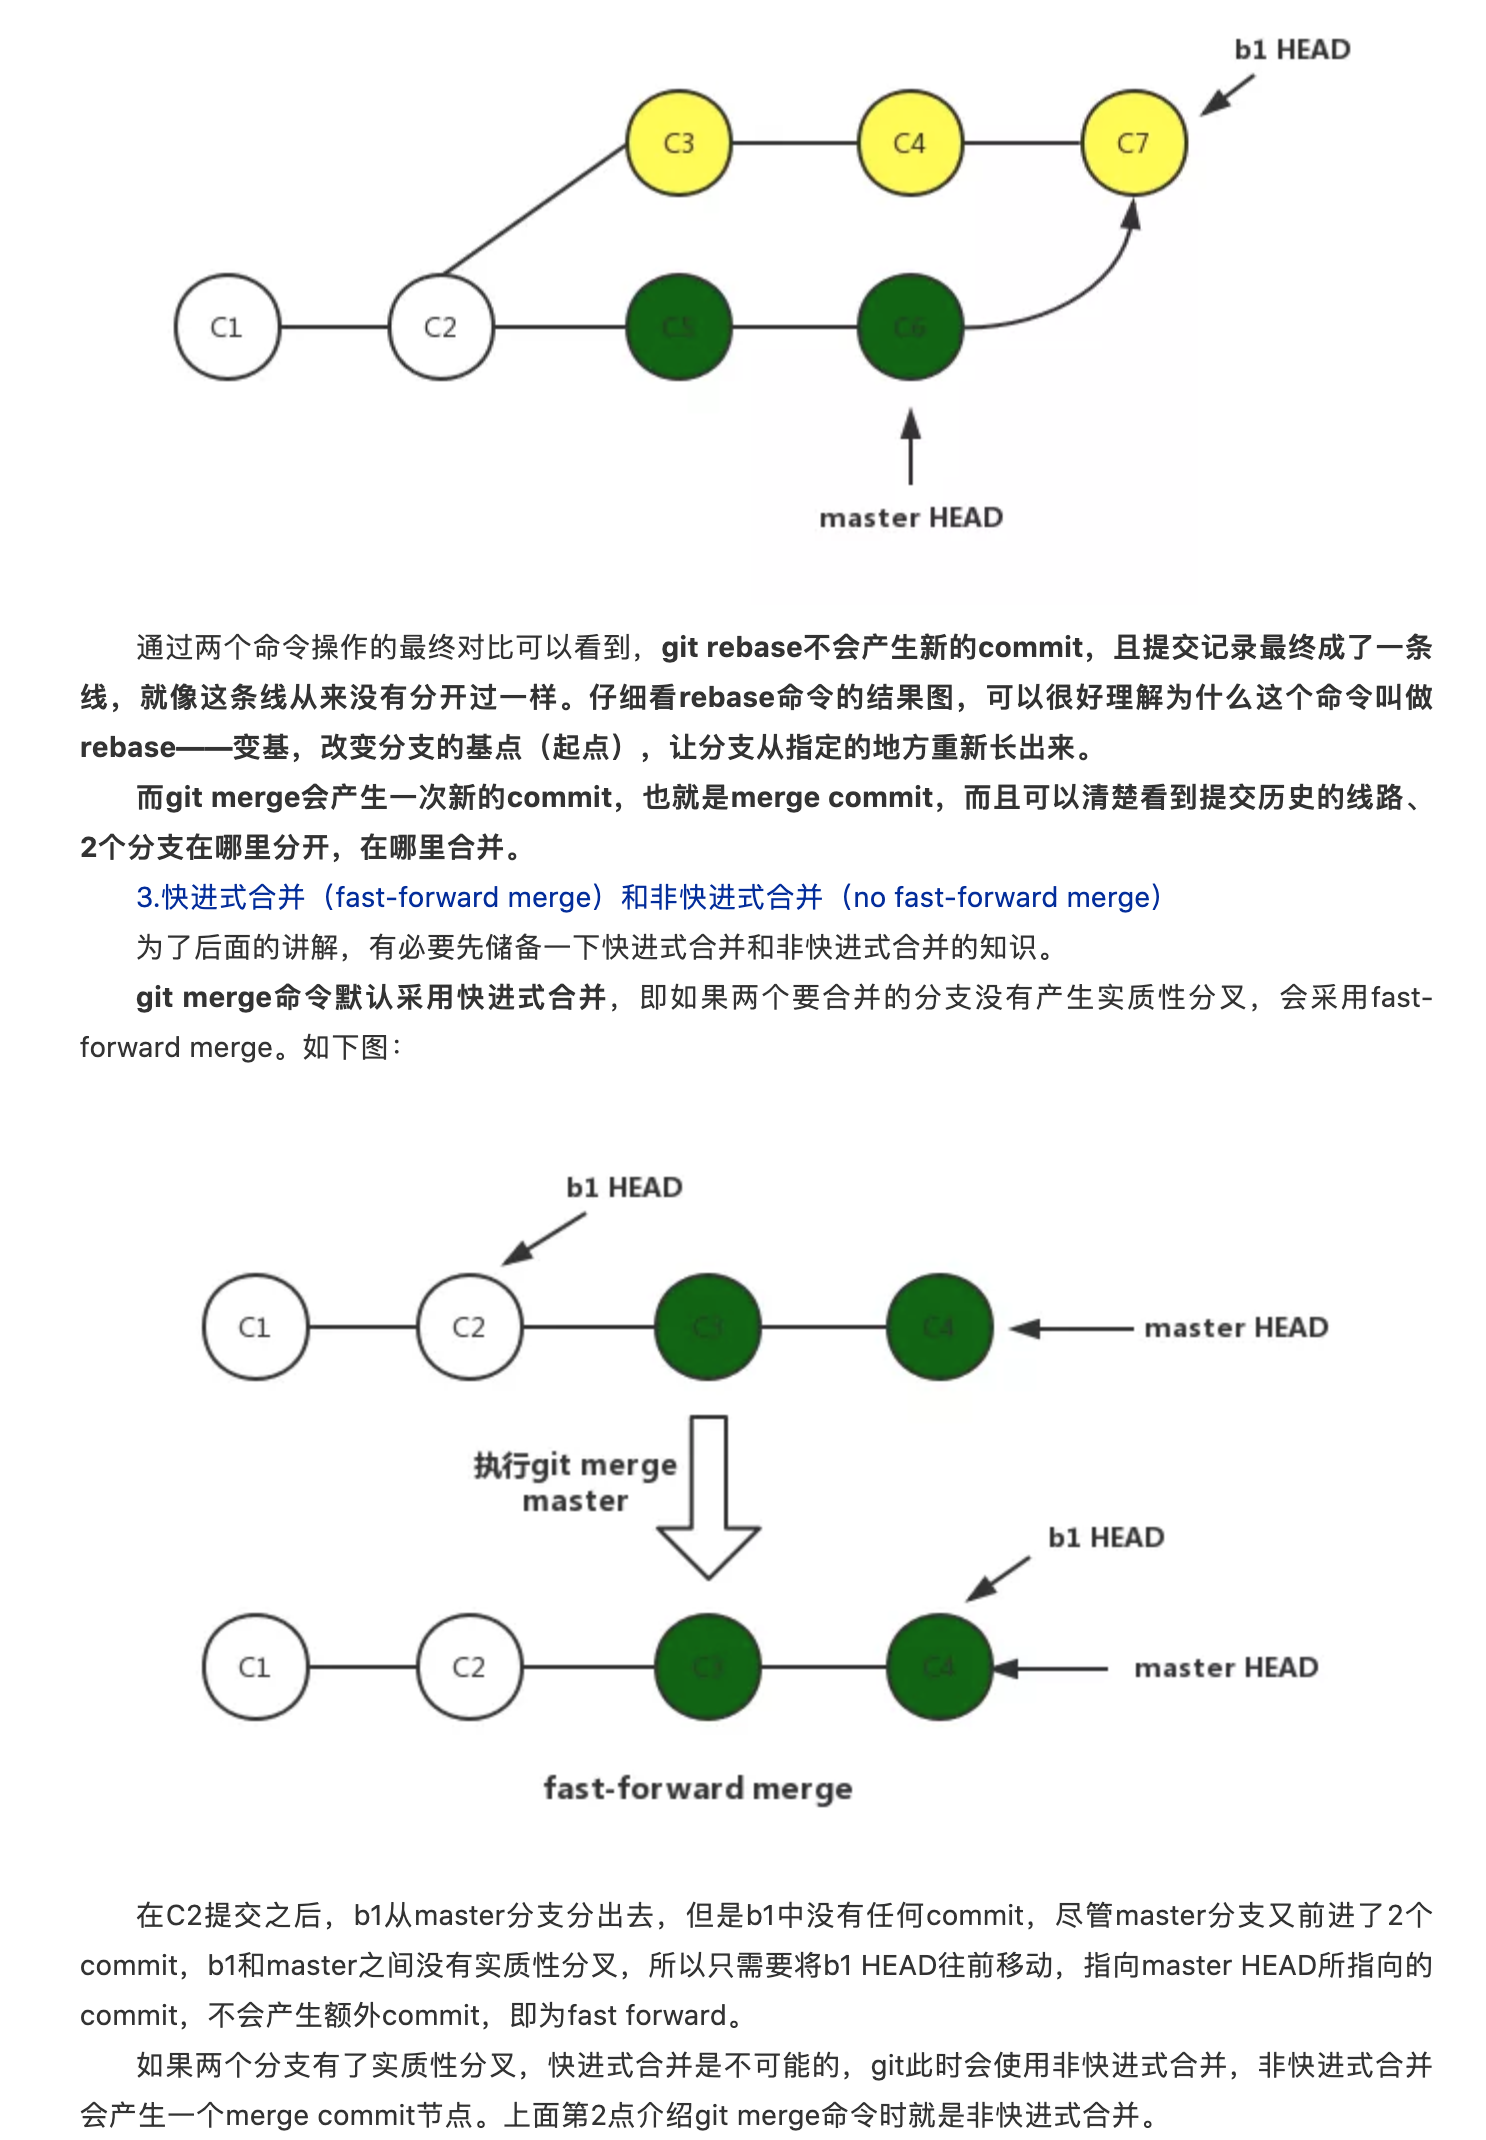 b1 HEAD
C3
C4
C7
C1
C2
C5
C6
master HEAD
通过两个命令操作的最终对比可以看到，git rebase不会产生新的commit，且提交记录最终成了一条
线，就像这条线从来没有分开过一样。仔细看rebase命令的结果图，可以很好理解为什么这个命令叫做
rebase——变基，改变分支的基点（起点），让分支从指定的地方重新长出来。
而git merge会产生一次新的commit，也就是merge commit，而且可以清楚看到提交历史的线路、
2个分支在哪里分开，在哪里合并。
3.快进式合并（fast-forward merge）和非快进式合并（no fast-forward merge）
为了后面的讲解，有必要先储备一下快进式合并和非快进式合并的知识。
git merge命令默认采用快进式合并，即如果两个要合并的分支没有产生实质性分叉，会采用fast-
forward merge。如下图：
b1 HEAD
C1
C2
C3
C4
master HEAD
执行git merge
master
b1 HEAD
C1
C2
C3
C4
master HEAD
fast-forward merge
在C2提交之后，b1从master分支分出去，但是b1中没有任何commit，尽管master分支又前进了2个
commit，b1和master之间没有实质性分叉，所以只需要将b1 HEAD往前移动，指向master HEAD所指向的
commit，不会产生额外commit，即为fast forward。
如果两个分支有了实质性分叉，快进式合并是不可能的，git此时会使用非快进式合并，非快进式合并
会产生一个merge commit节点。上面第2点介绍git merge命令时就是非快进式合并。